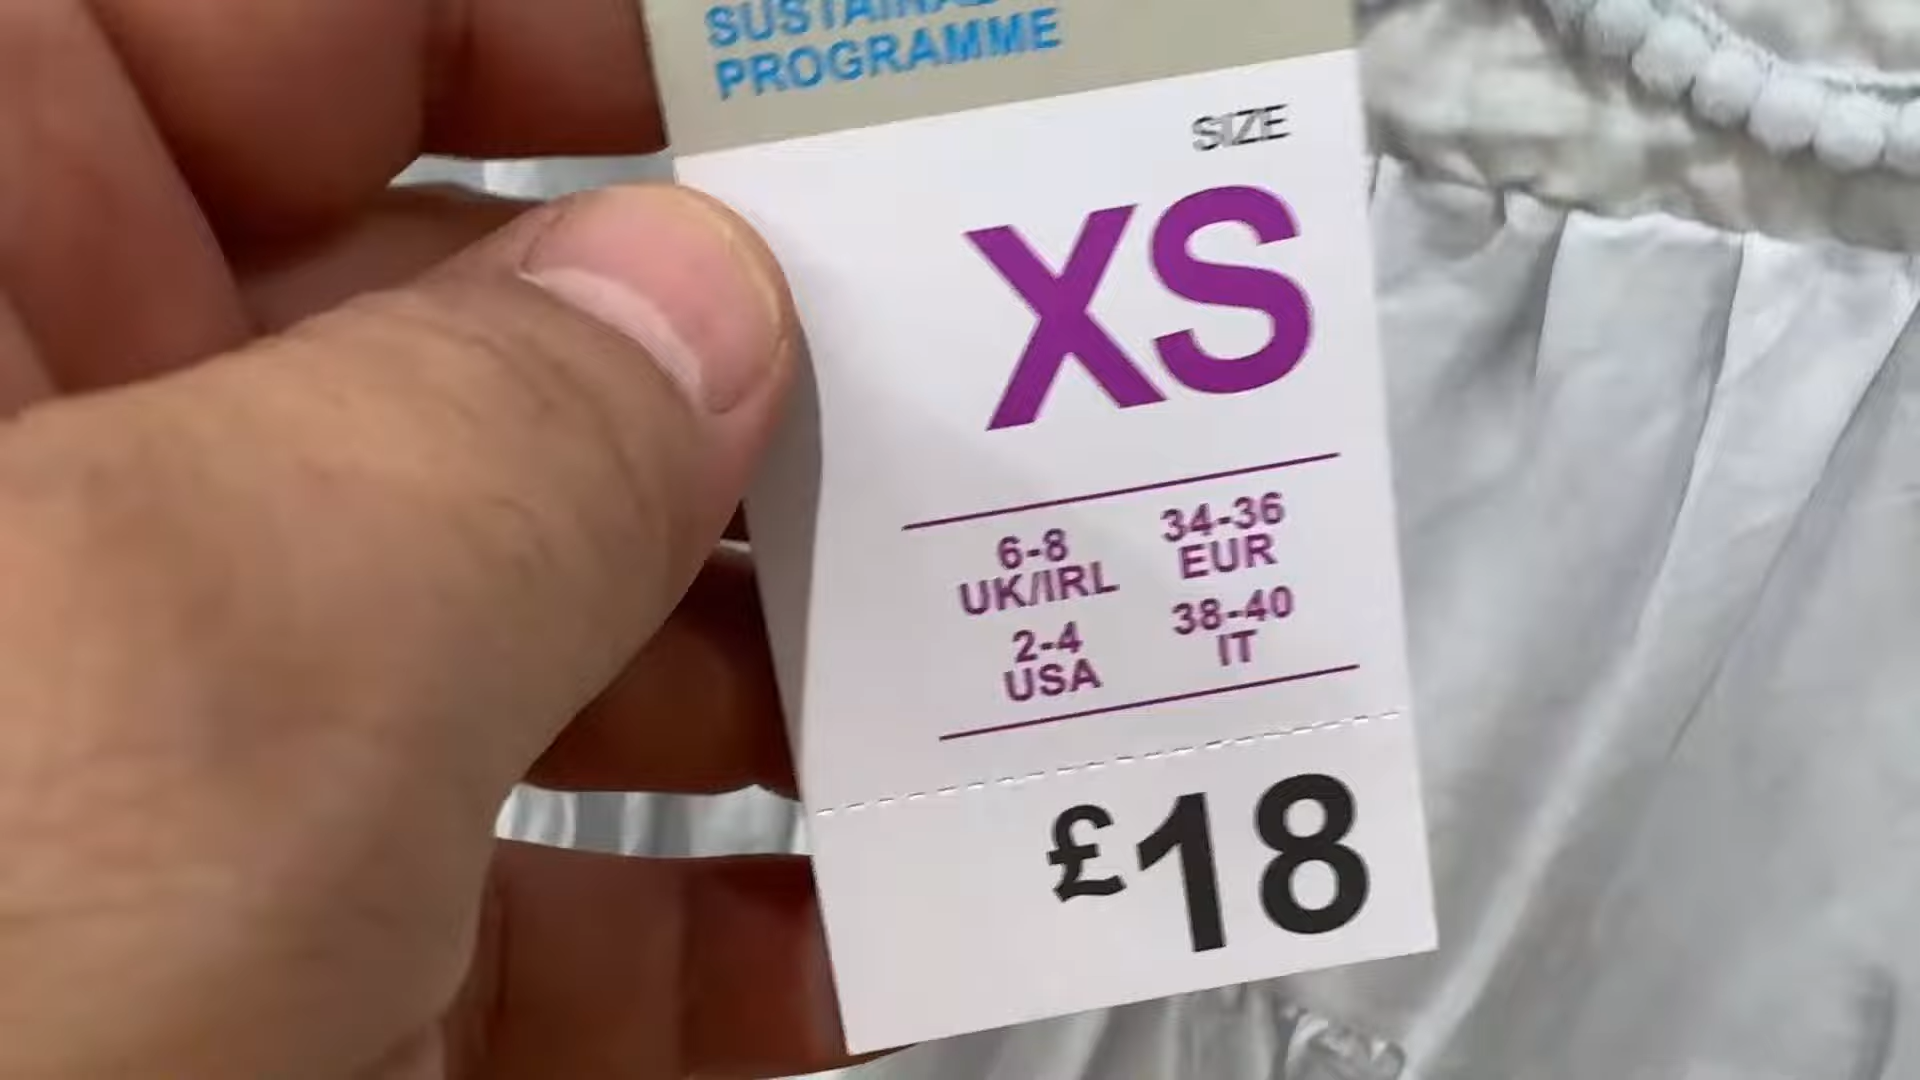 PROGRAMME
SIZE
XS
6-8
UK/IRL
34-36
EUR
2-4
USA
38-40
IT
£18